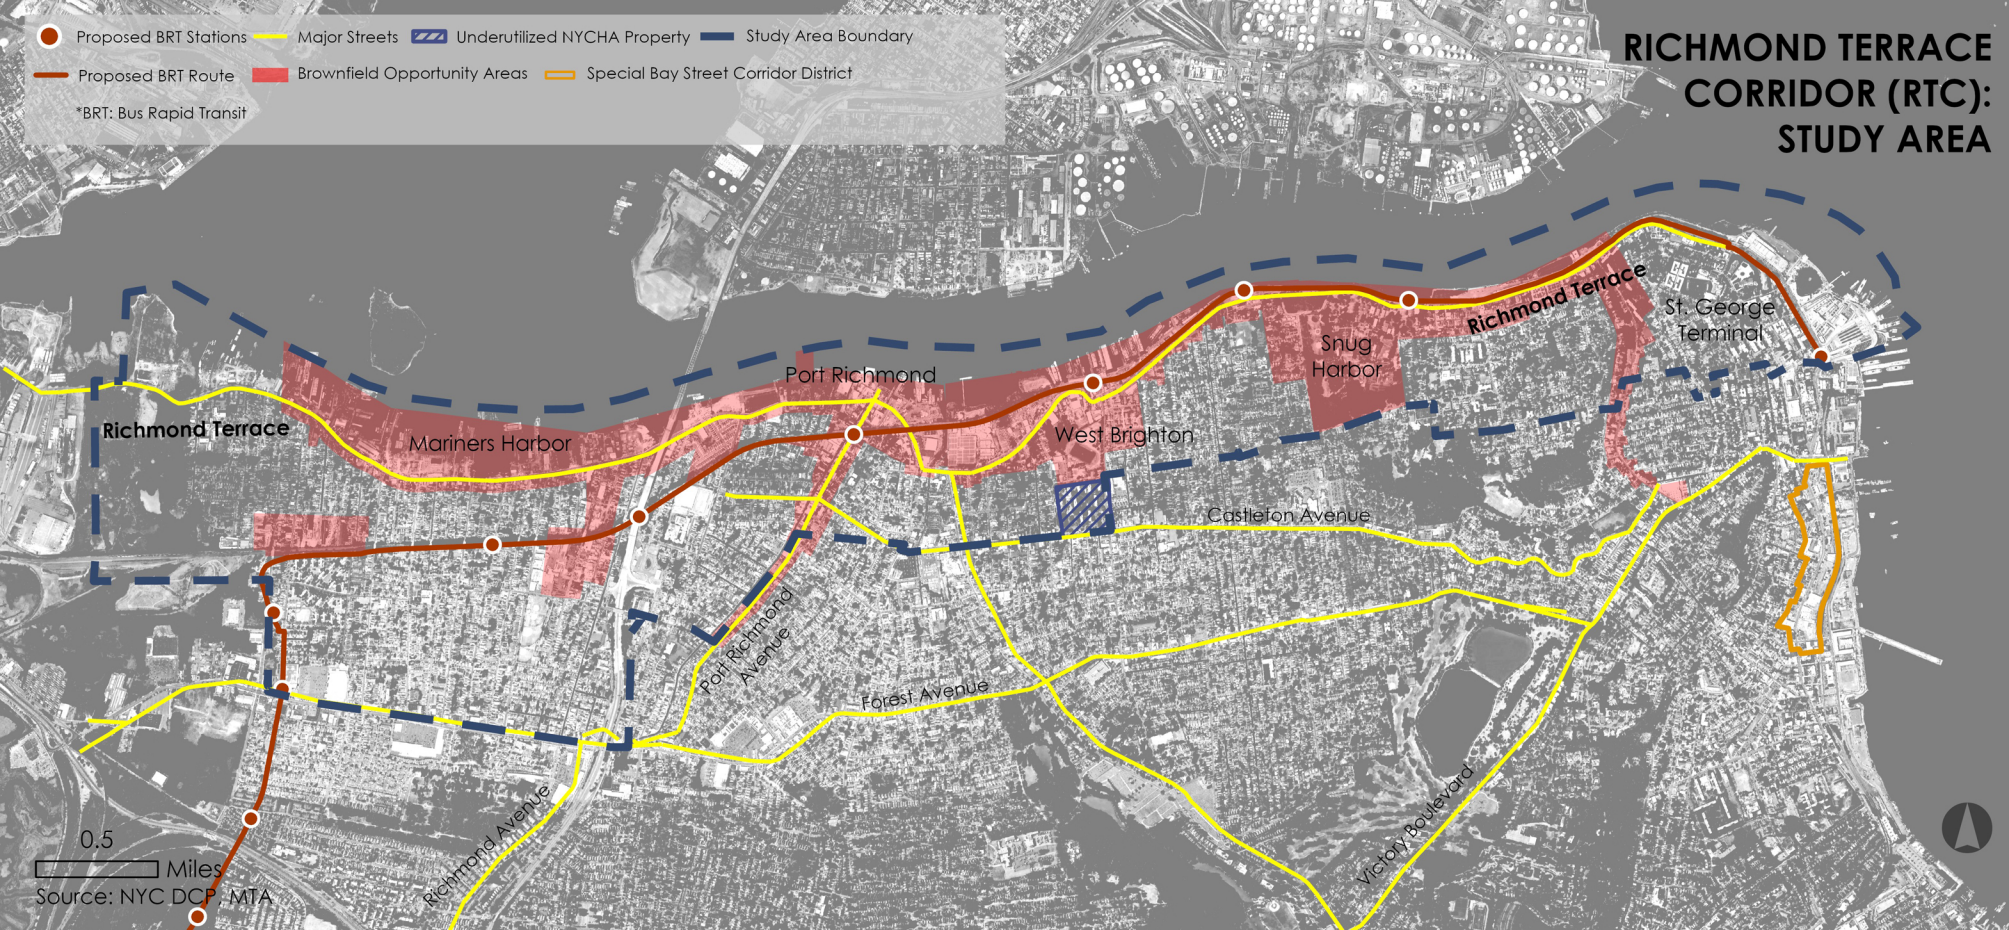 Proposed BRT Stations
Major Streets
Underutilized NYCHA Property
Study Area Boundary
Proposed BRT Route
Brownfield Opportunity Areas
Special Bay Street Corridor District
*BRT: Bus Rapid Transit
RICHMOND TERRACE
CORRIDOR (RTC):
STUDY AREA
Richmond Terrace
St. George
Terminal
Snug
Harbor
Port Richmond
Richmond Terrace
Mariners Harbor
West Brighton
Castleton Avenue
Port Richmond
Avenue
Forest Avenue
Richmond Avenue
Victory Boulevard
0.5
Miles
Source: NYC DCP, MTA